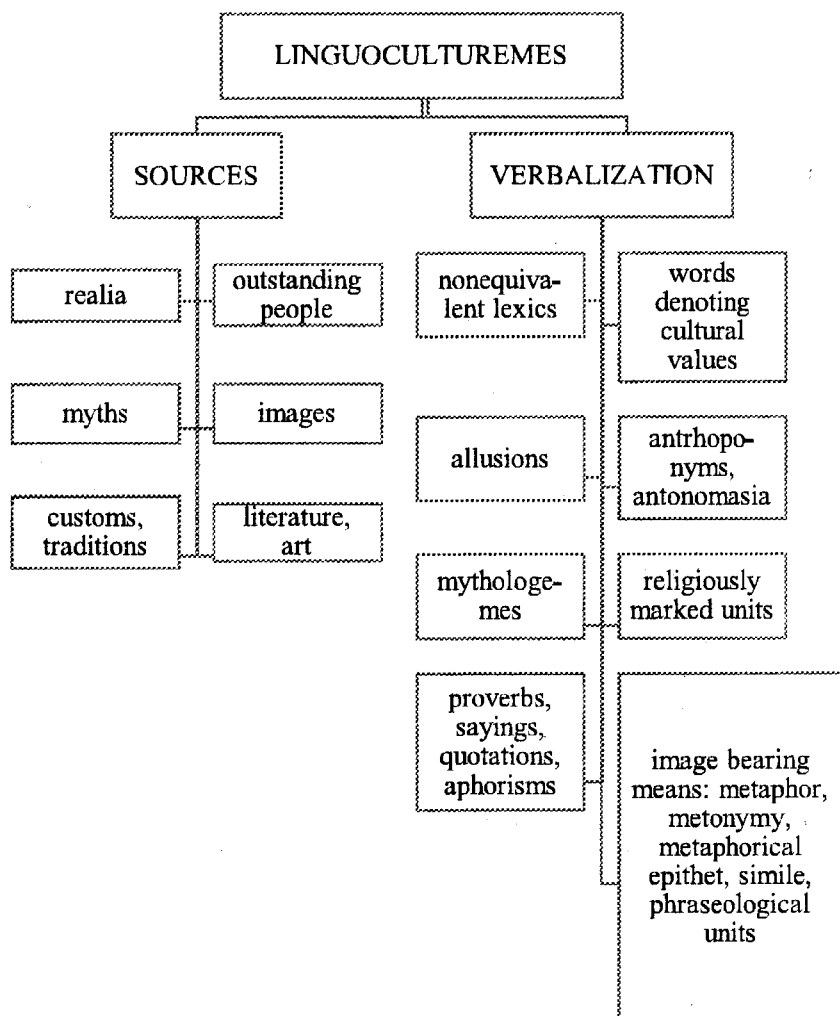 LINGUOCULTUREMES
SOURCES
VERBALIZATION
realia
outstanding
people
myths
images
customs,
traditions
literature,
art
nonequiva-
lent lexics
words
denoting
cultural
values
allusions
antrhopo-
nyms,
antonomasia
mythologe-
mes
religiously
marked units
proverbs,
sayings,
quotations,
aphorisms
image bearing
means: metaphor,
metonymy,
metaphorical
epithet, simile,
phraseological
units